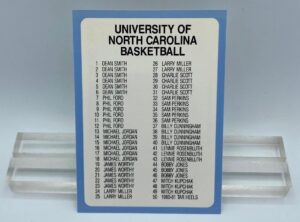 UNIVERSITY OF
NORTH CAROLINA
BASKETBALL
1 DEAN SMITH
2 DEAN SMITH
3 DEAN SMITH
4 DEAN SMITH
5 DEAN SMITH
6 DEAN SMITH
7 PHIL FORD
8 PHIL FORD
9 PHIL FORD
10 PHIL FORD
11 PHIL FORD
12 PHIL FORD
13 MICHAEL JORDAN
14 MICHAEL JORDAN
15 MICHAEL JORDAN
16 MICHAEL JORDAN
17 MICHAEL JORDAN
18 MICHAEL JORDAN
19 JAMES WORTHY
20 JAMES WORTHY
21 JAMES WORTHY
22 JAMES WORTHY
23 JAMES WORTHY
24 LARRY MILLER
25 LARRY MILLER
26 LARRY MILLER
27 LARRY MILLER
28 CHARLIE SCOTT
29 CHARLIE SCOTT
30 CHARLIE SCOTT
31 CHARLIE SCOTT
32 SAM PERKINS
33 SAM PERKINS
34 SAM PERKINS
35 SAM PERKINS
36 SAM PERKINS
37 BILLY CUNNINGHAM
38 BILLY CUNNINGHAM
39 BILLY CUNNINGHAM
40 BILLY CUNNINGHAM
41 LENNIE ROSENBLUTH
42 LENNIE ROSENBLUTH
43 LENNIE ROSENBLUTH
44 BOBBY JONES
45 BOBBY JONES
46 BOBBY JONES
47 MITCH KUPCHAK
48 MITCH KUPCHAK
49 MITCH KUPCHAK
50 1980-81 TAR HEELS